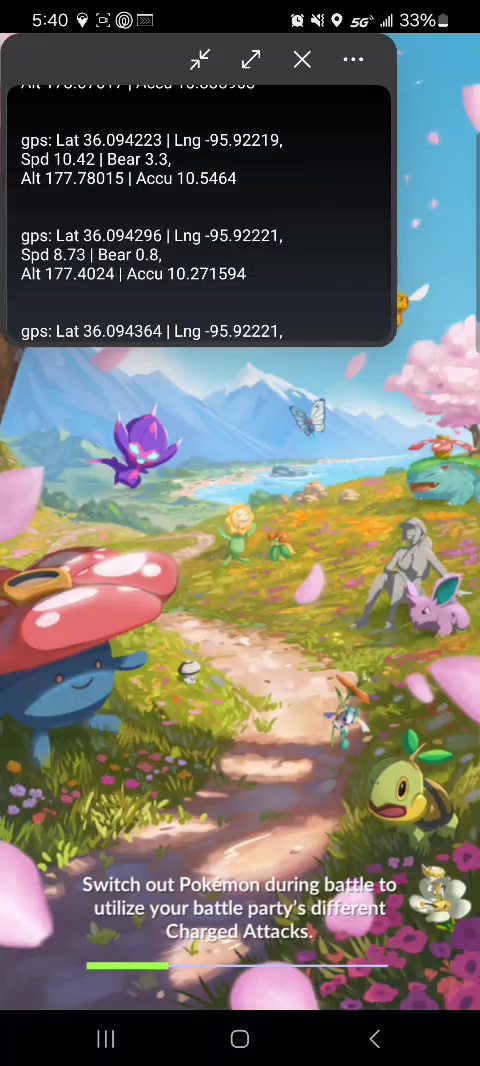 5:40
5G
33%
gps: Lat 36.094223 | Lng -95.92219,
Spd 10.42 | Bear 3.3,
Alt 177.78015 | Accu 10.5464
gps: Lat 36.094296 | Lng -95.92221,
Spd 8.73 | Bear 0.8,
Alt 177.4024 | Accu 10.271594
gps: Lat 36.094364 | Lng -95.92221,
Switch out Pokémon during battle to
utilize your battle party's different
Charged Attacks.